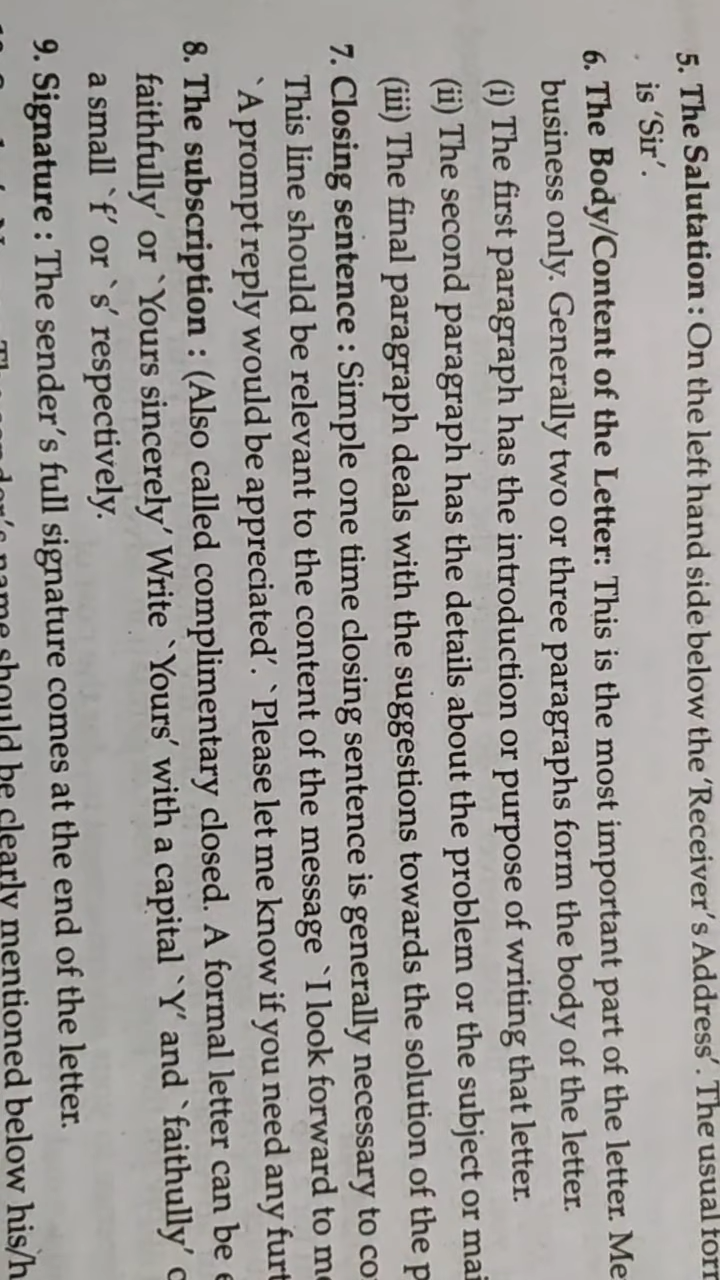 5. The Salutation : On the left hand side below the 'Receiver's Address'. The usual
is 'Sir'.
6. The Body/Content of the Letter: This is the most important part of the letter.
business only. Generally two or three paragraphs form the body of the letter.
(i) The first paragraph has the introduction or purpose of writing that letter.
(ii) The second paragraph has the details about the problem or the subject or
(iii) The final paragraph deals with the suggestions towards the solution of the
7. Closing sentence : Simple one time closing sentence is generally necessary to
This line should be relevant to the content of the message `I look forward to
`A prompt reply would be appreciated'. `Please let me know if you need any
8. The subscription : (Also called complimentary closed. A formal letter can be
faithfully' or `Yours sincerely' Write `Yours' with a capital `Y' and `faithully'
a small `f' or `s' respectively.
9. Signature : The sender's full signature comes at the end of the letter.
name should be clearly mentioned below